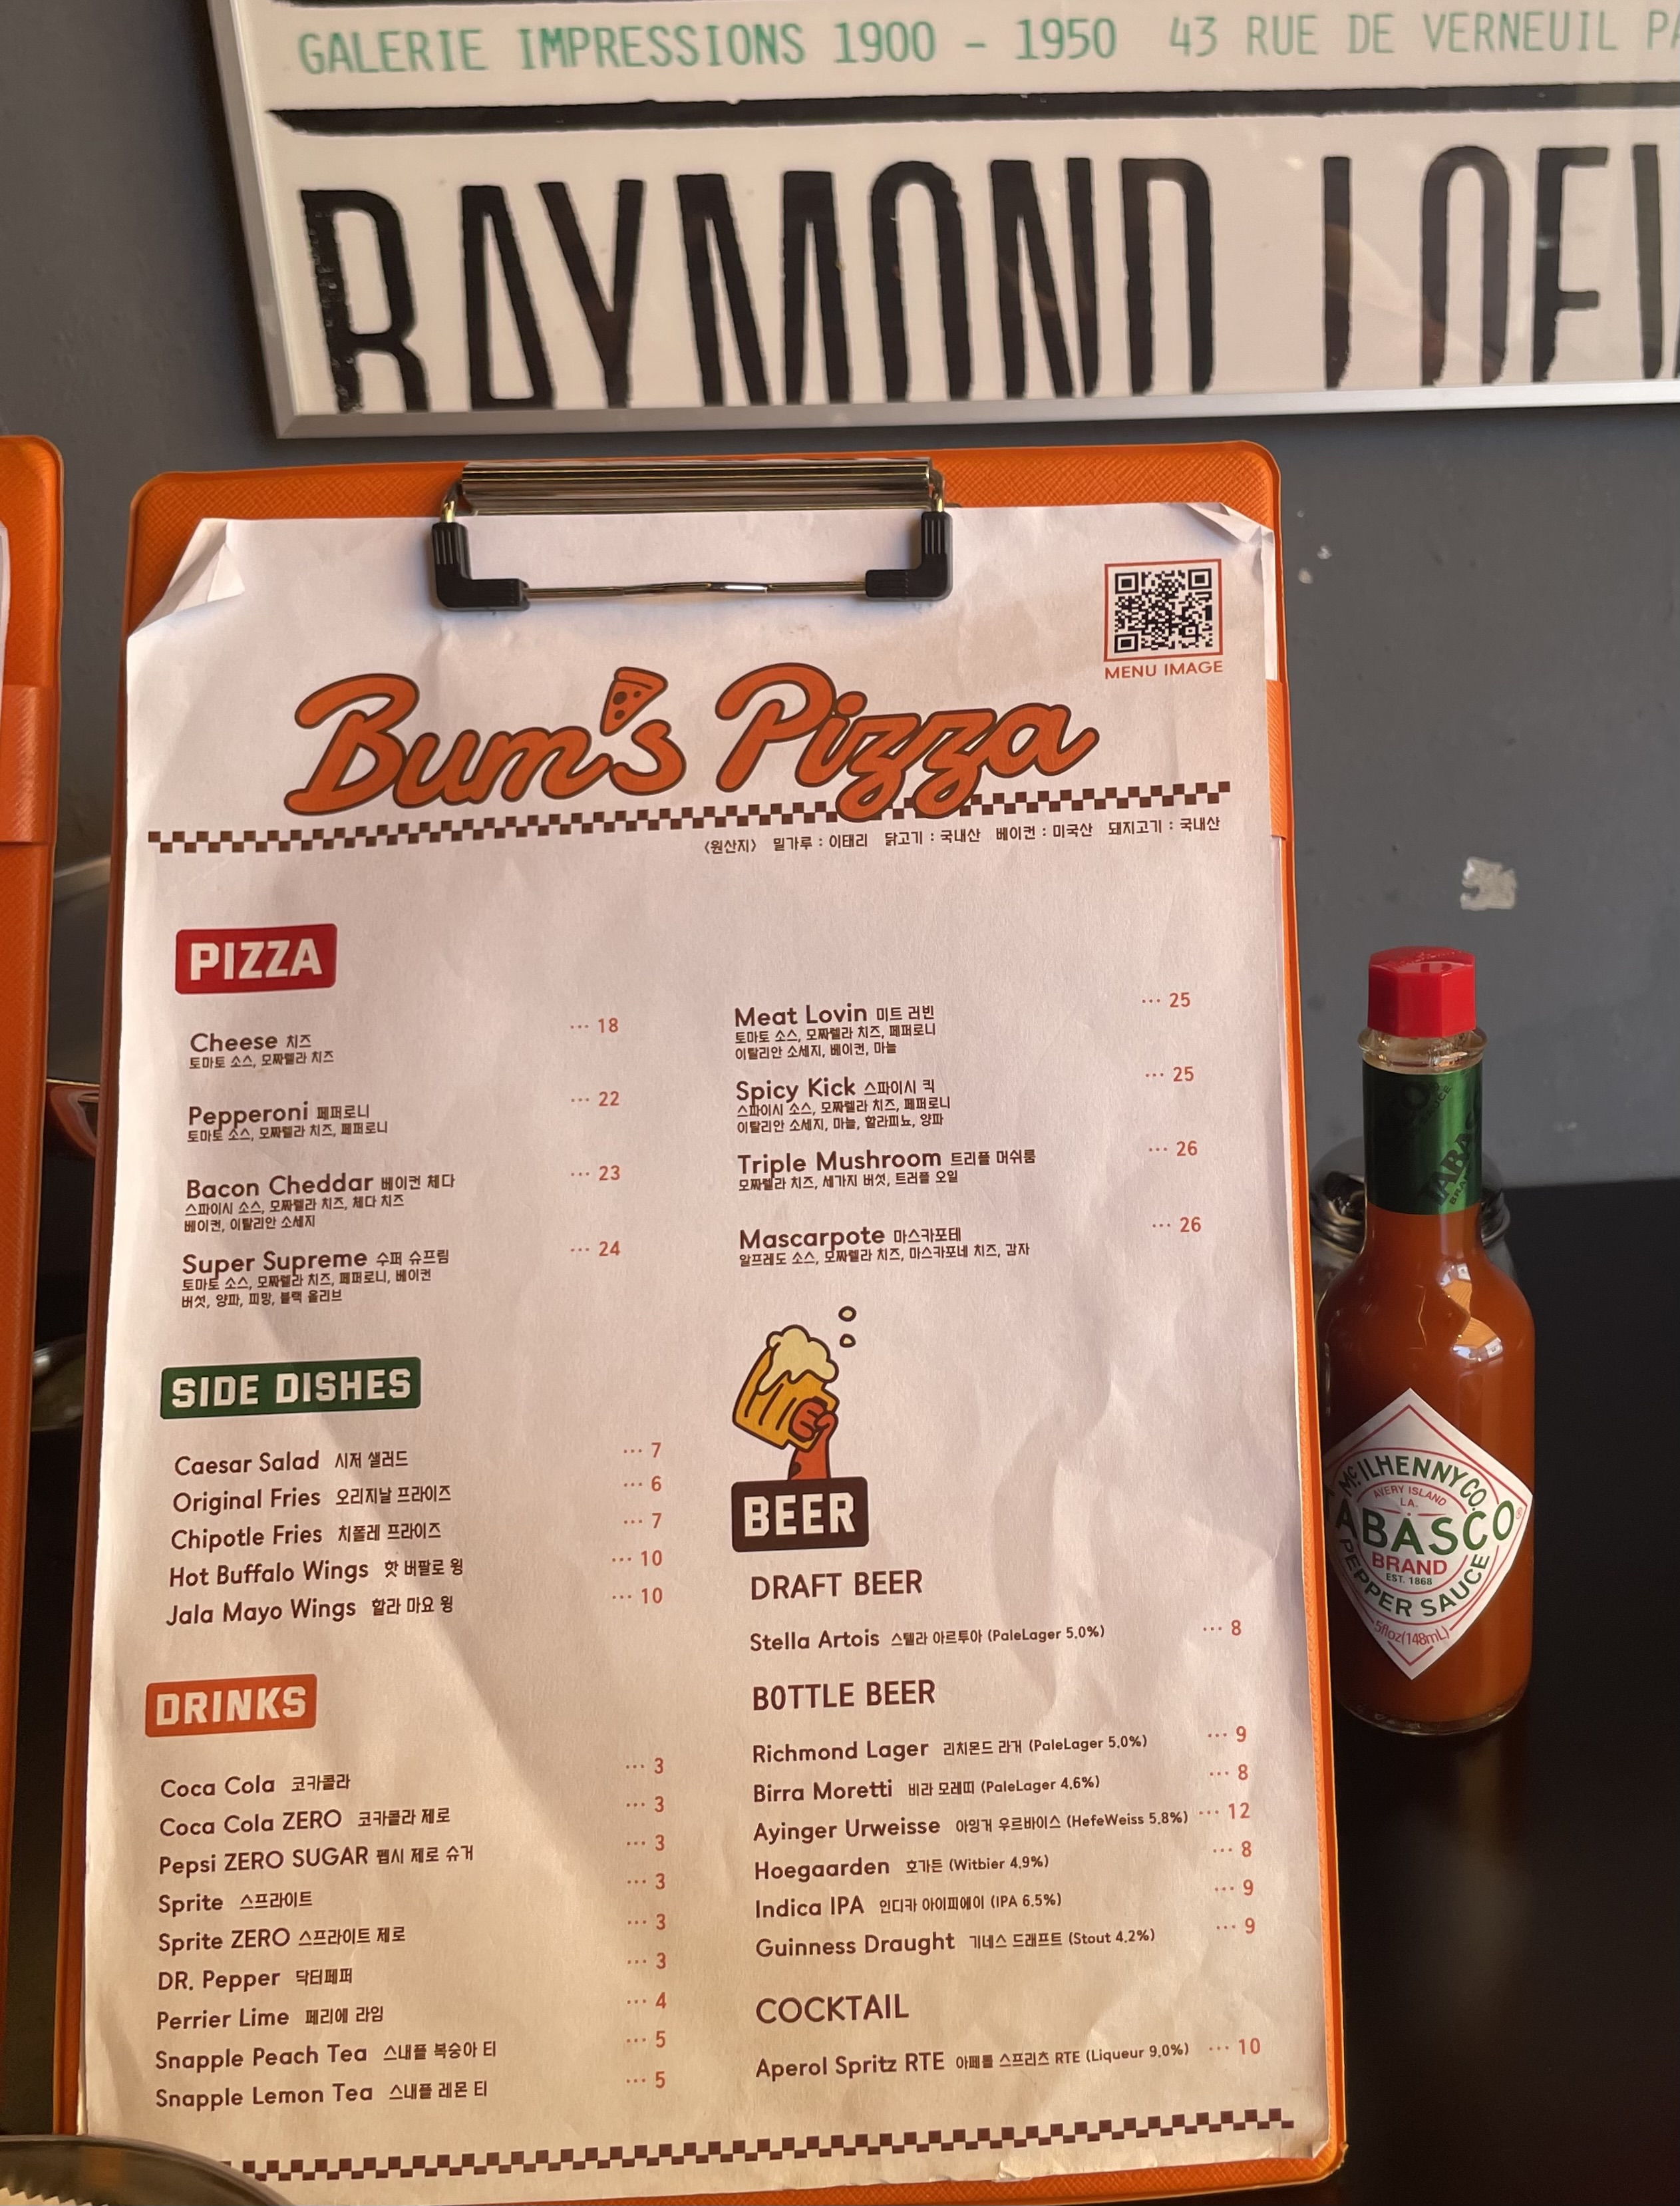 GALERIE IMPRESSIONS 1900 - 1950 43 RUE DE VERNEUIL
RAYMOND
MENU IMAGE
Bum's Pizza
〈원산지〉 밀가루 : 이태리 닭고기 : 국내산 베이컨 : 미국산 돼지고기 : 국내산
PIZZA
Cheese 치즈 ··· 18
토마토 소스, 모짜렐라 치즈
Pepperoni 페퍼로니 ··· 22
토마토 소스, 모짜렐라 치즈, 페퍼로니
Bacon Cheddar 베이컨 체다 ··· 23
스파이시 소스, 모짜렐라 치즈, 체다 치즈
베이컨, 이탈리안 소세지
Super Supreme 수퍼 슈프림 ··· 24
토마토 소스, 모짜렐라 치즈, 페퍼로니, 베이컨
버섯, 양파, 피망, 블랙 올리브
Meat Lovin 미트 러빈 ··· 25
토마토 소스, 모짜렐라 치즈, 페퍼로니
이탈리안 소세지, 베이컨, 마늘
Spicy Kick 스파이시 킥 ··· 25
스파이시 소스, 모짜렐라 치즈, 페퍼로니
이탈리안 소세지, 마늘, 할라피뇨, 양파
Triple Mushroom 트리플 머쉬룸 ··· 26
모짜렐라 치즈, 세가지 버섯, 트러플 오일
Mascarpote 마스카포테 ··· 26
알프레도 소스, 모짜렐라 치즈, 마스카포네 치즈, 감자
SIDE DISHES
Caesar Salad 시저 샐러드 ··· 7
Original Fries 오리지날 프라이즈 ··· 6
Chipotle Fries 치폴레 프라이즈 ··· 7
Hot Buffalo Wings 핫 버팔로 윙 ··· 10
Jala Mayo Wings 할라 마요 윙 ··· 10
DRINKS
Coca Cola 코카콜라 ··· 3
Coca Cola ZERO 코카콜라 제로 ··· 3
Pepsi ZERO SUGAR 펩시 제로 슈거 ··· 3
Sprite 스프라이트 ··· 3
Sprite ZERO 스프라이트 제로 ··· 3
DR. Pepper 닥터페퍼 ··· 3
Perrier Lime 페리에 라임 ··· 4
Snapple Peach Tea 스내플 복숭아 티 ··· 5
Snapple Lemon Tea 스내플 레몬 티 ··· 5
BEER
DRAFT BEER
Stella Artois 스텔라 아르투아 (PaleLager 5.0%) ··· 8
BOTTLE BEER
Richmond Lager 리치몬드 라거 (PaleLager 5.0%) ··· 9
Birra Moretti 비라 모레띠 (PaleLager 4.6%) ··· 8
Ayinger Urweisse 아잉거 우르바이스 (HefeWeiss 5.8%) ··· 12
Hoegaarden 호가든 (Witbier 4.9%) ··· 8
Indica IPA 인디카 아이피에이 (IPA 6.5%) ··· 9
Guinness Draught 기네스 드래프트 (Stout 4.2%) ··· 9
COCKTAIL
Aperol Spritz RTE 아페롤 스프리츠 RTE (Liqueur 9.0%) ··· 10
McILHENNY CO.
AVERY ISLAND
LA.
TABASCO
BRAND
EST. 1868
PEPPER SAUCE
5floz(148mL)